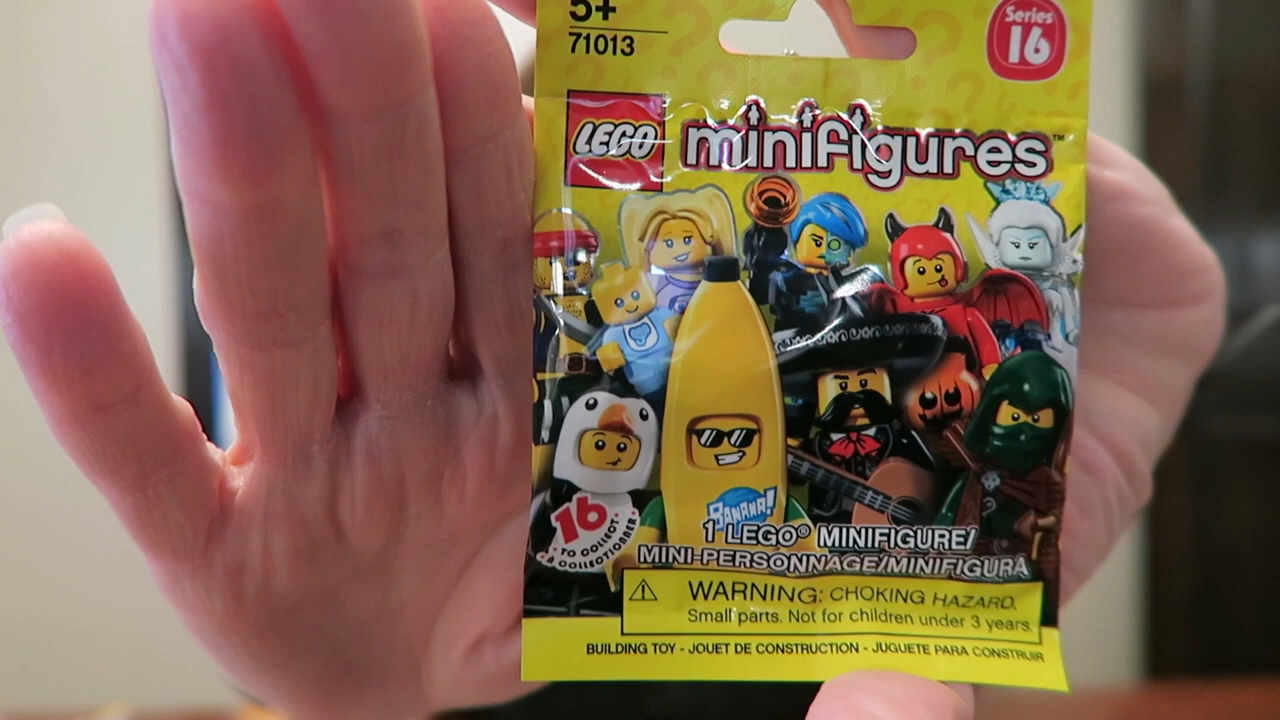 5+
71013
Series
16
LEGO
minifigures™
BANANA!
16
TO COLLECT
À COLLECTIONNER
1 LEGO® MINIFIGURE/
MINI-PERSONNAGE/MINIFIGURA
WARNING: CHOKING HAZARD.
Small parts. Not for children under 3 years.
BUILDING TOY - JOUET DE CONSTRUCTION - JUGUETE PARA CONSTRUIR